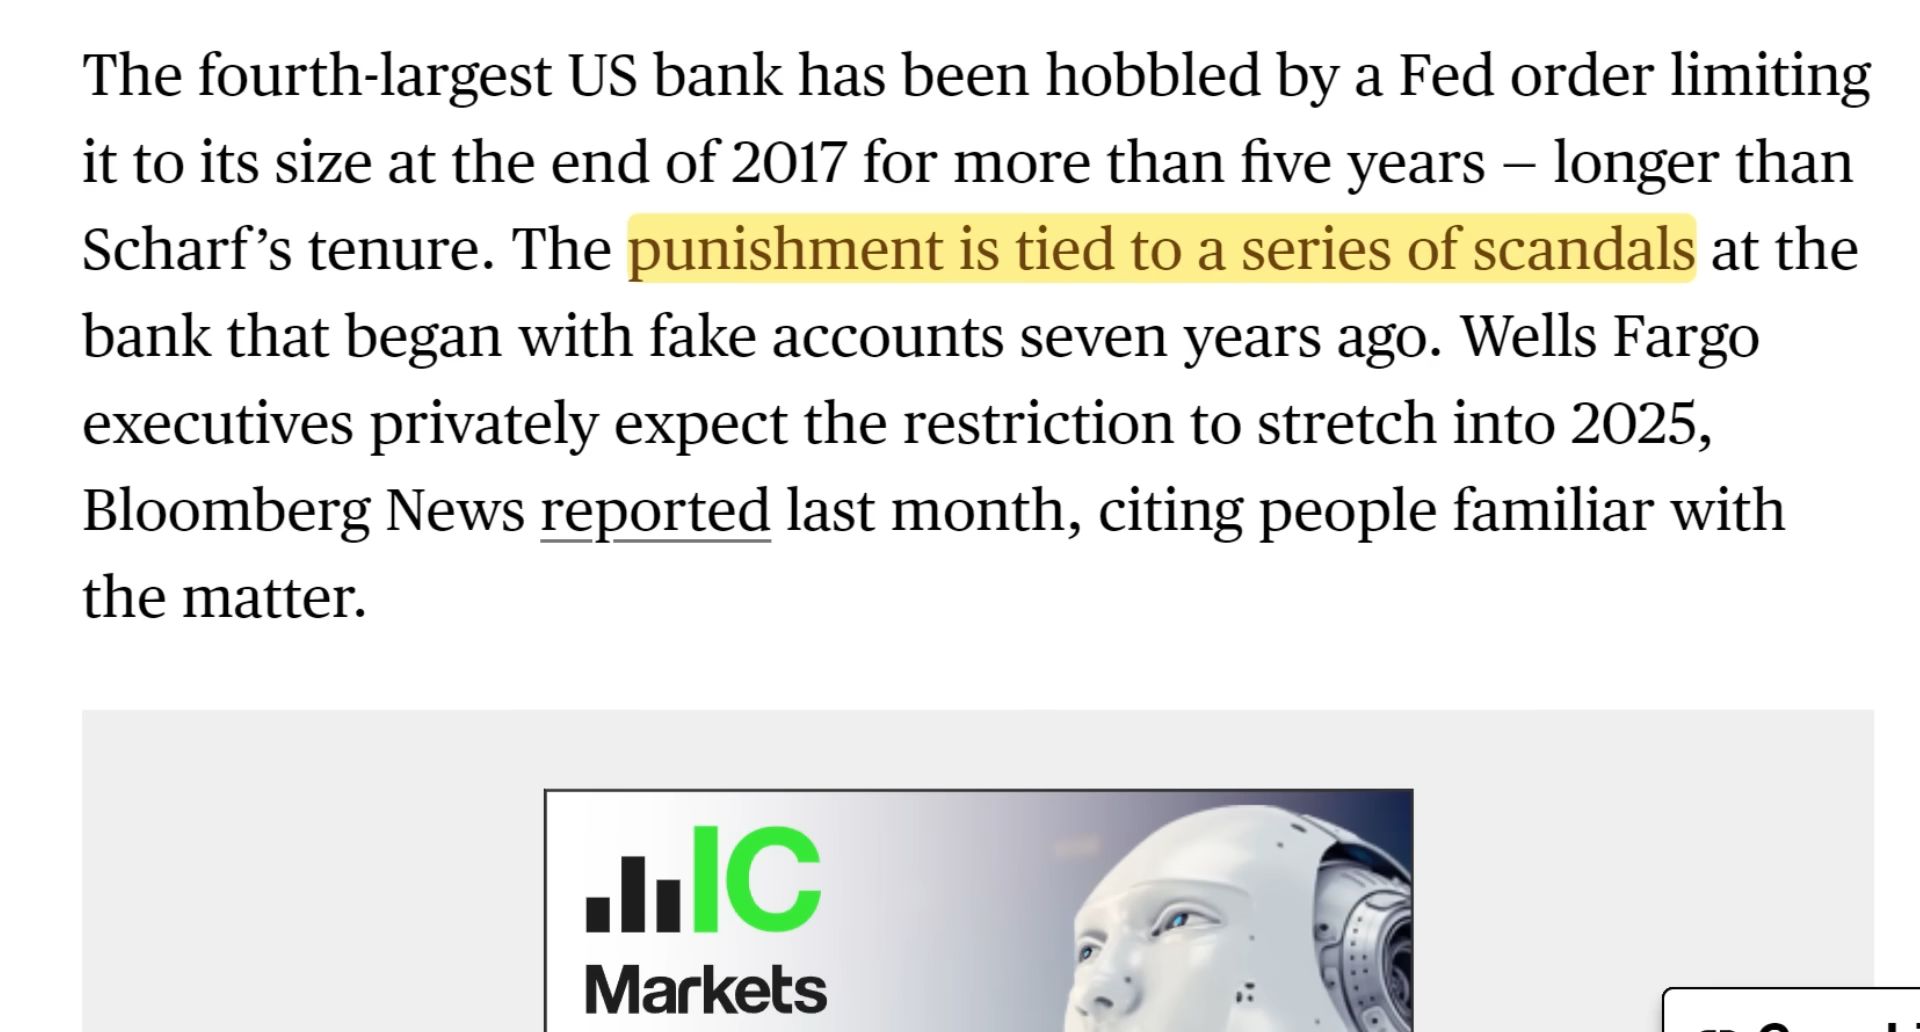 The fourth-largest US bank has been hobbled by a Fed order limiting
it to its size at the end of 2017 for more than five years – longer than
Scharf’s tenure. The punishment is tied to a series of scandals at the
bank that began with fake accounts seven years ago. Wells Fargo
executives privately expect the restriction to stretch into 2025,
Bloomberg News reported last month, citing people familiar with
the matter.
IC
Markets